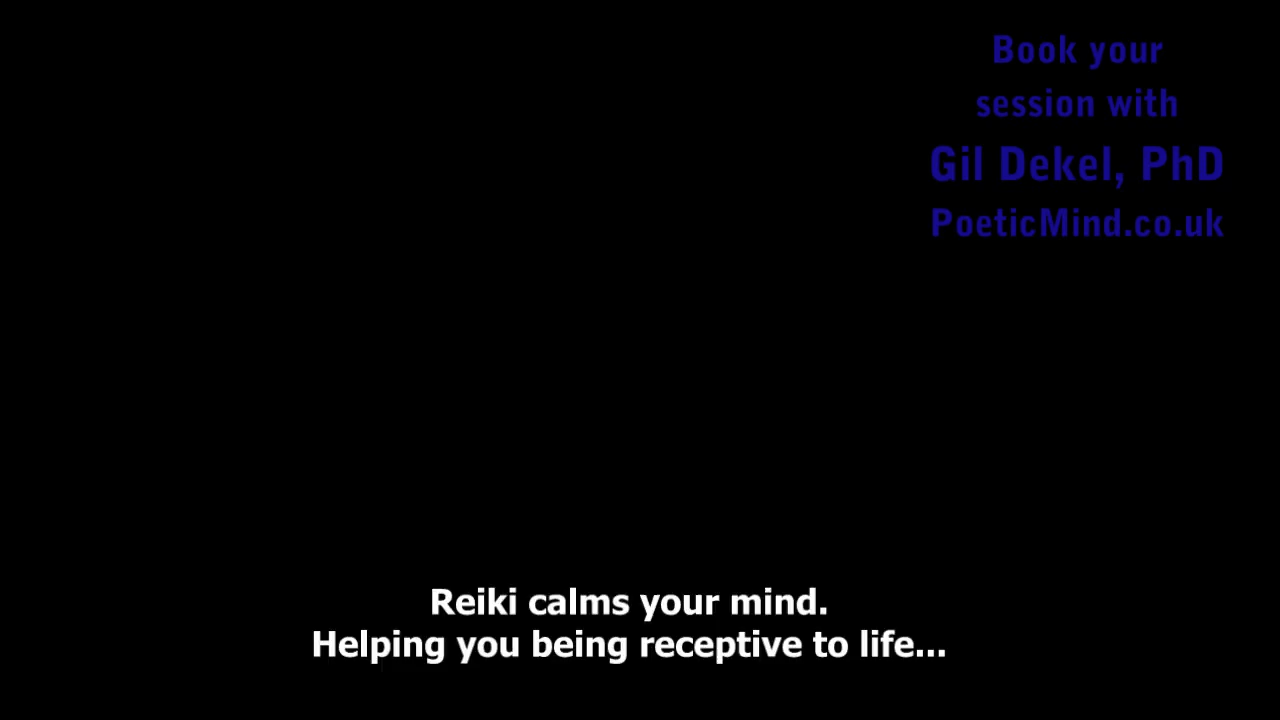 Book your
session with
Gil Dekel, PhD
PoeticMind.co.uk
Reiki calms your mind.
Helping you being receptive to life...